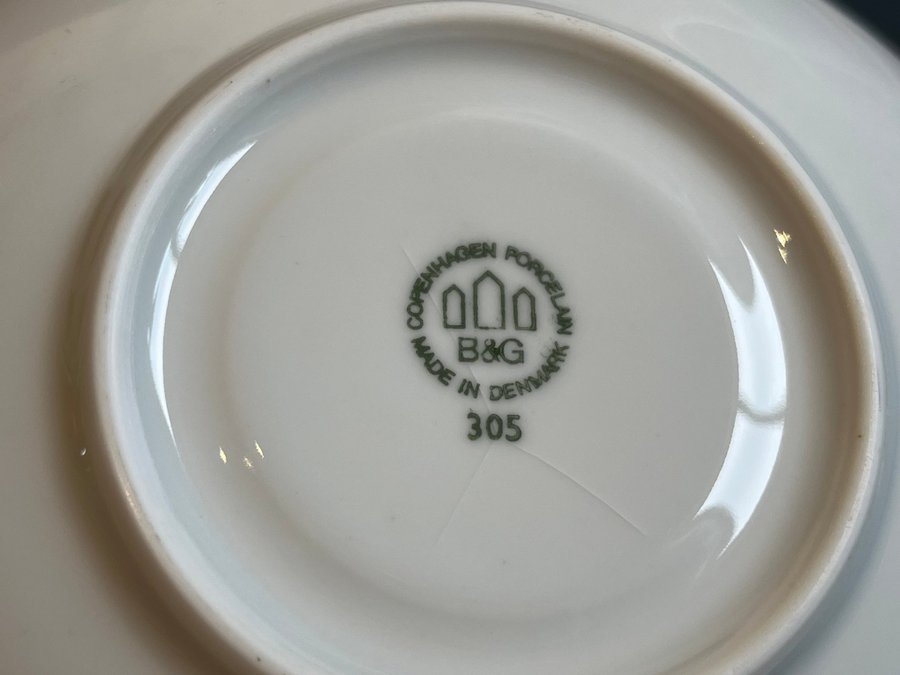 COPENHAGEN PORCELAIN
B&G
MADE IN DENMARK
305